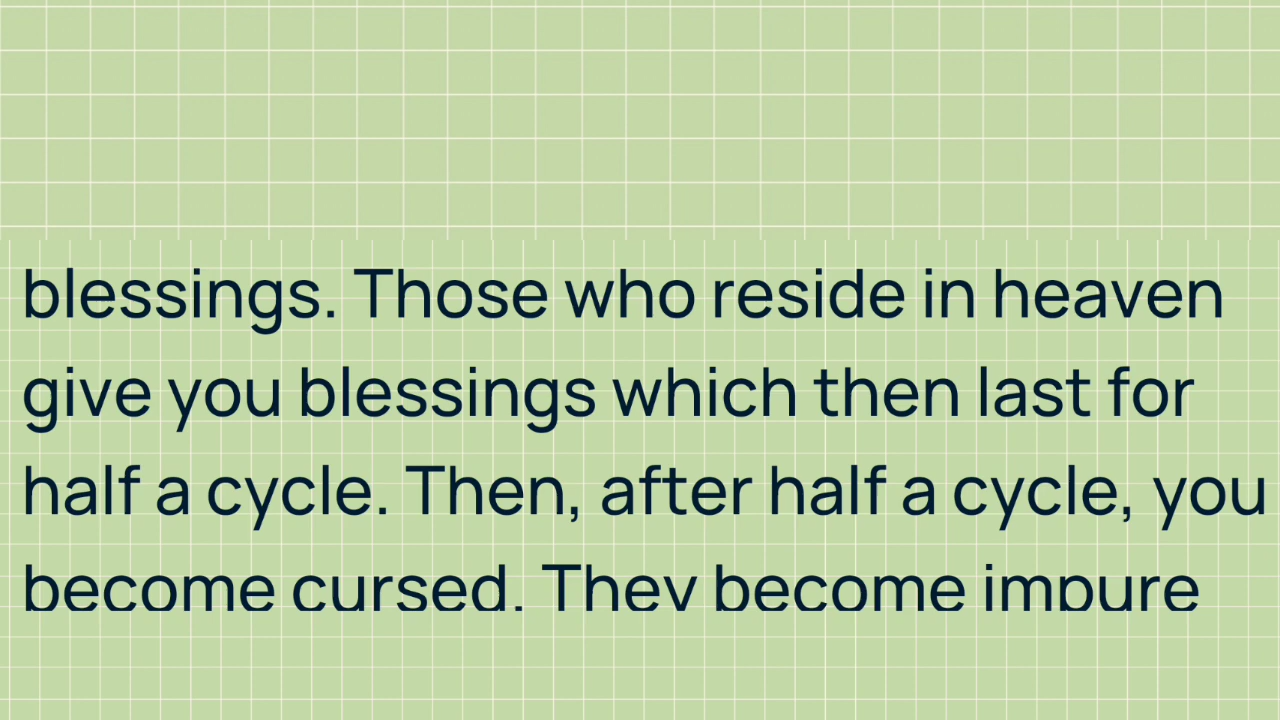 blessings. Those who reside in heaven
give you blessings which then last for
half a cycle. Then, after half a cycle, you
become cursed. They become impure